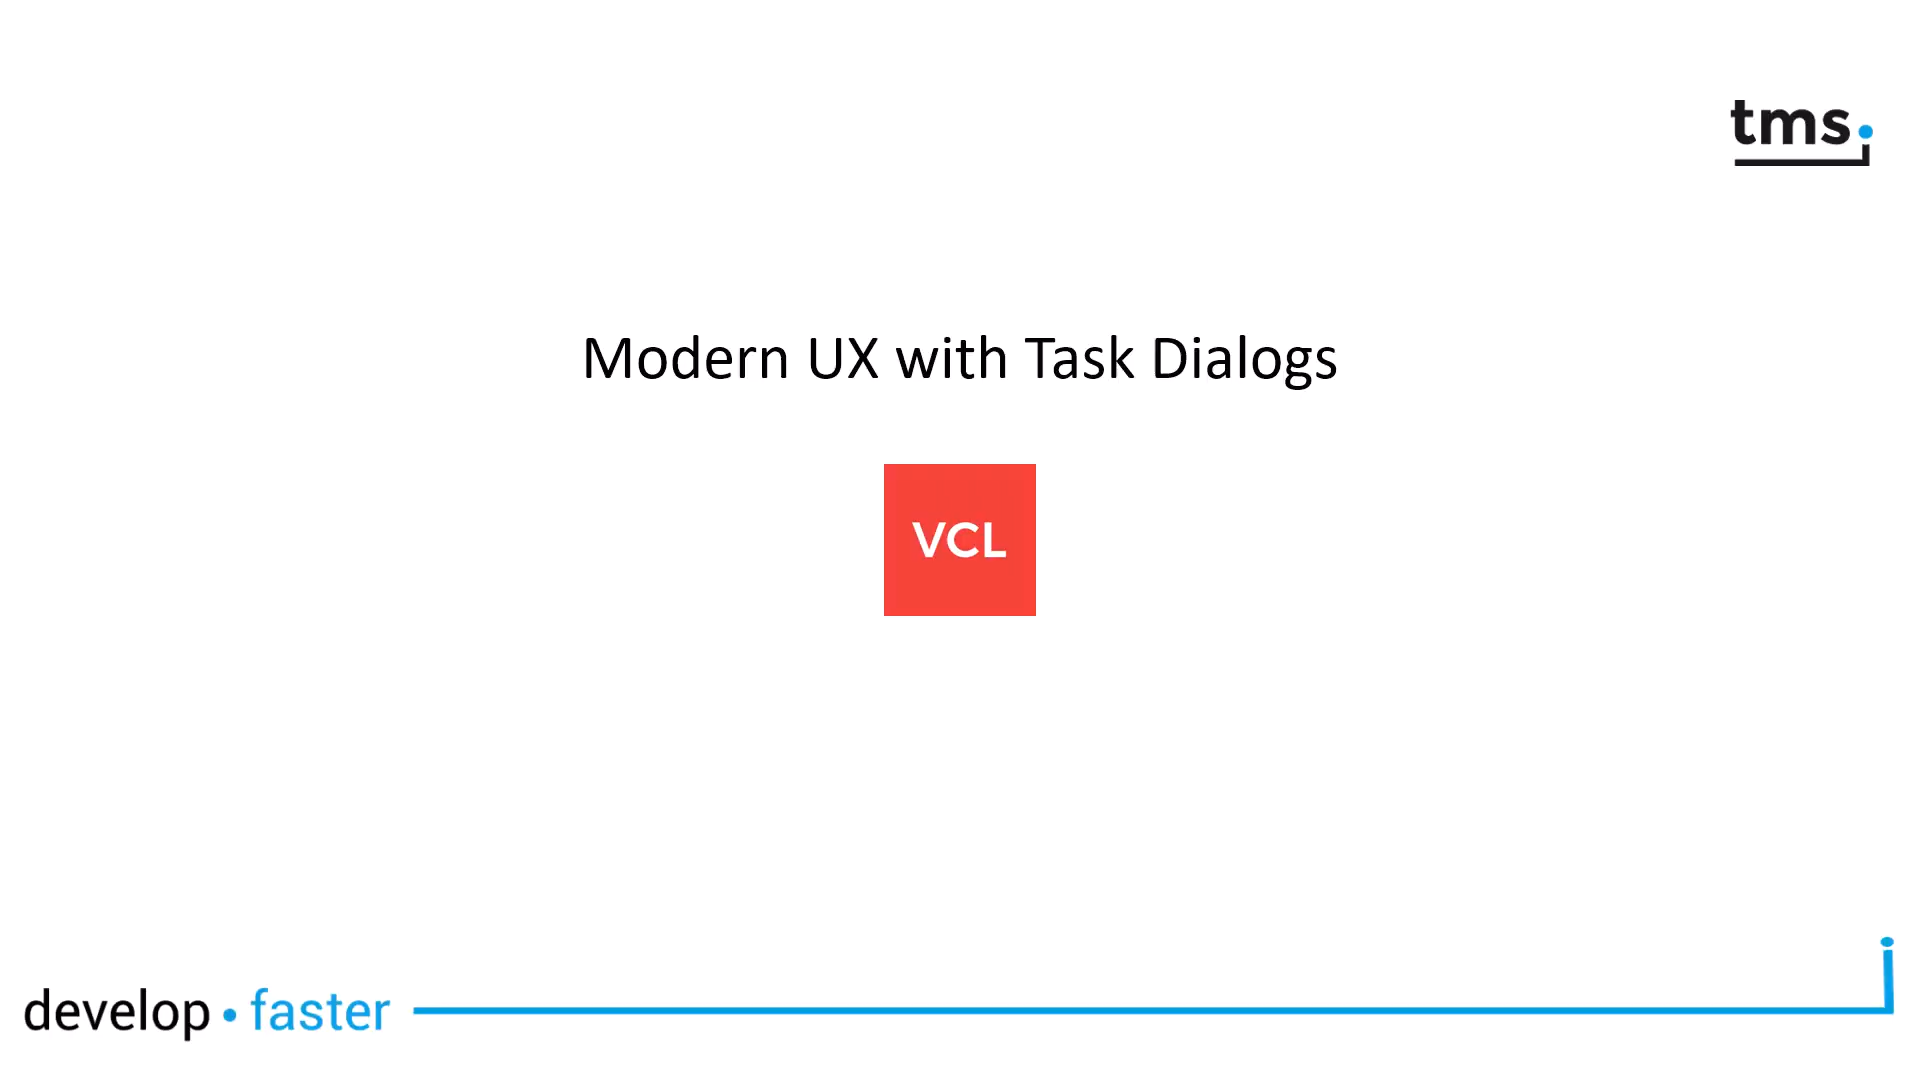 tms.
Modern UX with Task Dialogs
VCL
develop • faster